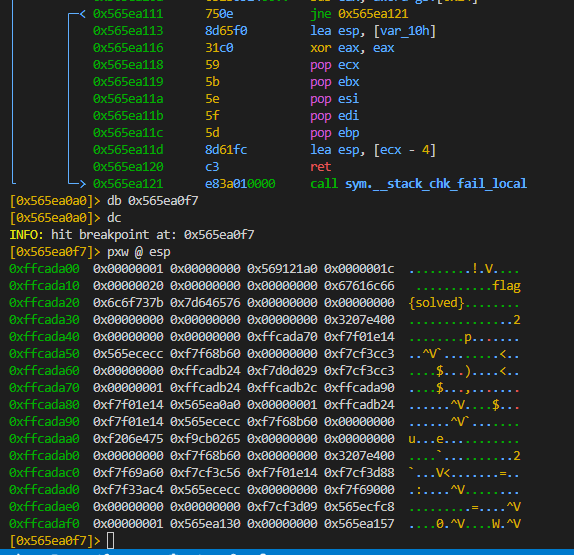 0x565ea111 750e jne 0x565ea121
0x565ea113 8d65f0 lea esp, [var_10h]
0x565ea116 31c0 xor eax, eax
0x565ea118 59 pop ecx
0x565ea119 5b pop ebx
0x565ea11a 5e pop esi
0x565ea11b 5f pop edi
0x565ea11c 5d pop ebp
0x565ea11d 8d61fc lea esp, [ecx - 4]
0x565ea120 c3 ret
0x565ea121 e83a010000 call sym.__stack_chk_fail_local
[0x565ea0a0]> db 0x565ea0f7
[0x565ea0a0]> dc
INFO: hit breakpoint at: 0x565ea0f7
[0x565ea0f7]> pxw @ esp
0xffcada00 0x00000001 0x00000000 0x569121a0 0x0000001c .........!.V....
0xffcada10 0x00000020 0x00000000 0x00000000 0x67616c66 ...........flag
0xffcada20 0x6c6f737b 0x7d646576 0x00000000 0x00000000 {solved}........
0xffcada30 0x00000000 0x00000000 0x00000000 0x3207e400 ...............2
0xffcada40 0x00000000 0x00000000 0xffcada70 0xf7f01e14 ........p.......
0xffcada50 0x565ececc 0xf7f68b60 0x00000000 0xf7cf3cc3 ..^V`........<..
0xffcada60 0x00000000 0xffcadb24 0xf7d0d029 0xf7cf3cc3 ....$...)....<..
0xffcada70 0x00000001 0xffcadb24 0xffcadb2c 0xffcada90 ....$...,.......
0xffcada80 0xf7f01e14 0x565ea0a0 0x00000001 0xffcadb24 ......^V....$...
0xffcada90 0xf7f01e14 0x565ececc 0xf7f68b60 0x00000000 ......^V`.......
0xffcadaa0 0xf206e475 0xf9cb0265 0x00000000 0x00000000 u...e...........
0xffcadab0 0x00000000 0xf7f68b60 0x00000000 0x3207e400 ....`..........2
0xffcadac0 0xf7f69a60 0xf7cf3c56 0xf7f01e14 0xf7cf3d88 `...V<.......=..
0xffcadad0 0xf7f33ac4 0x565ececc 0x00000000 0xf7f69000 .:....^V........
0xffcadae0 0x00000000 0x00000000 0xf7cf3d09 0x565ecfc8 .........=....^V
0xffcadaf0 0x00000001 0x565ea130 0x00000000 0x565ea157 ....0.^V....W.^V
[0x565ea0f7]>